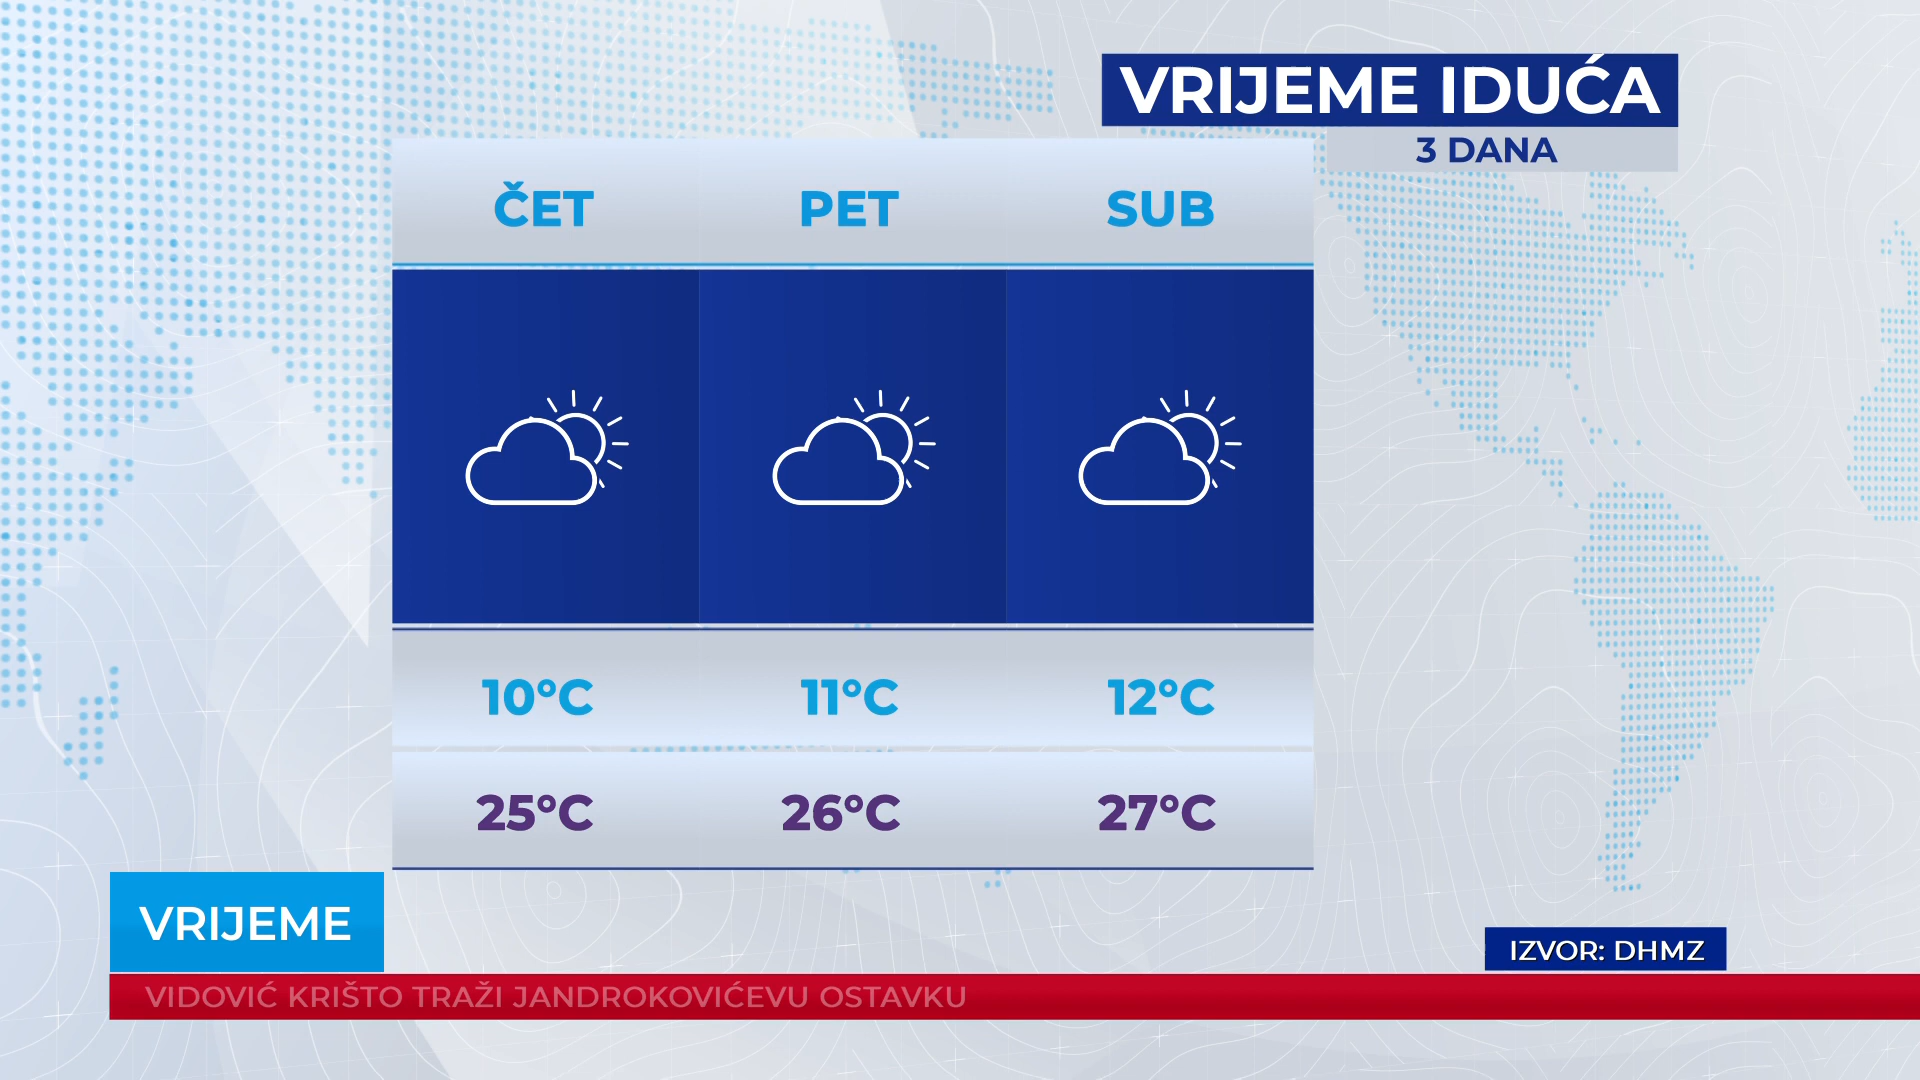 VRIJEME IDUĆA
3 DANA
ČET PET SUB
10°C 11°C 12°C
25°C 26°C 27°C
VRIJEME
IZVOR: DHMZ
VIDOVIĆ KRIŠTO TRAŽI JANDROKOVIĆEVU OSTAVKU